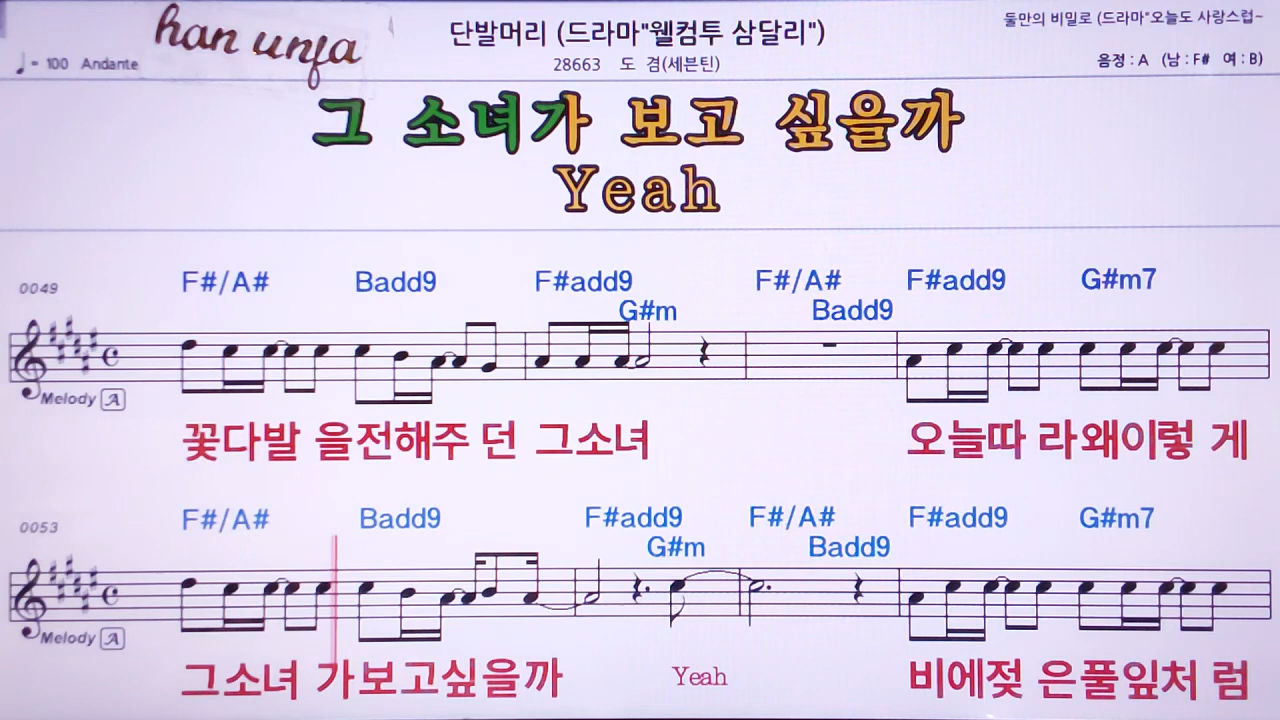 han unfa
단발머리 (드라마"웰컴투 삼달리")
둘만의 비밀로 (드라마"오늘도 사랑스럽~
♩= 100 Andante
28663 도 겸(세븐틴)
음정 : A (남 : F# 여 : B)
그 소녀가 보고 싶을까
Yeah
F#/A# Badd9 F#add9 F#/A# F#add9 G#m7
0049
G#m Badd9
Melody A
꽃다발 을전해주 던 그소녀 오늘따 라왜이렇 게
F#/A# Badd9 F#add9 F#/A# F#add9 G#m7
0053
G#m Badd9
Melody A
그소녀 가보고싶을까 Yeah 비에젖 은풀잎처 럼